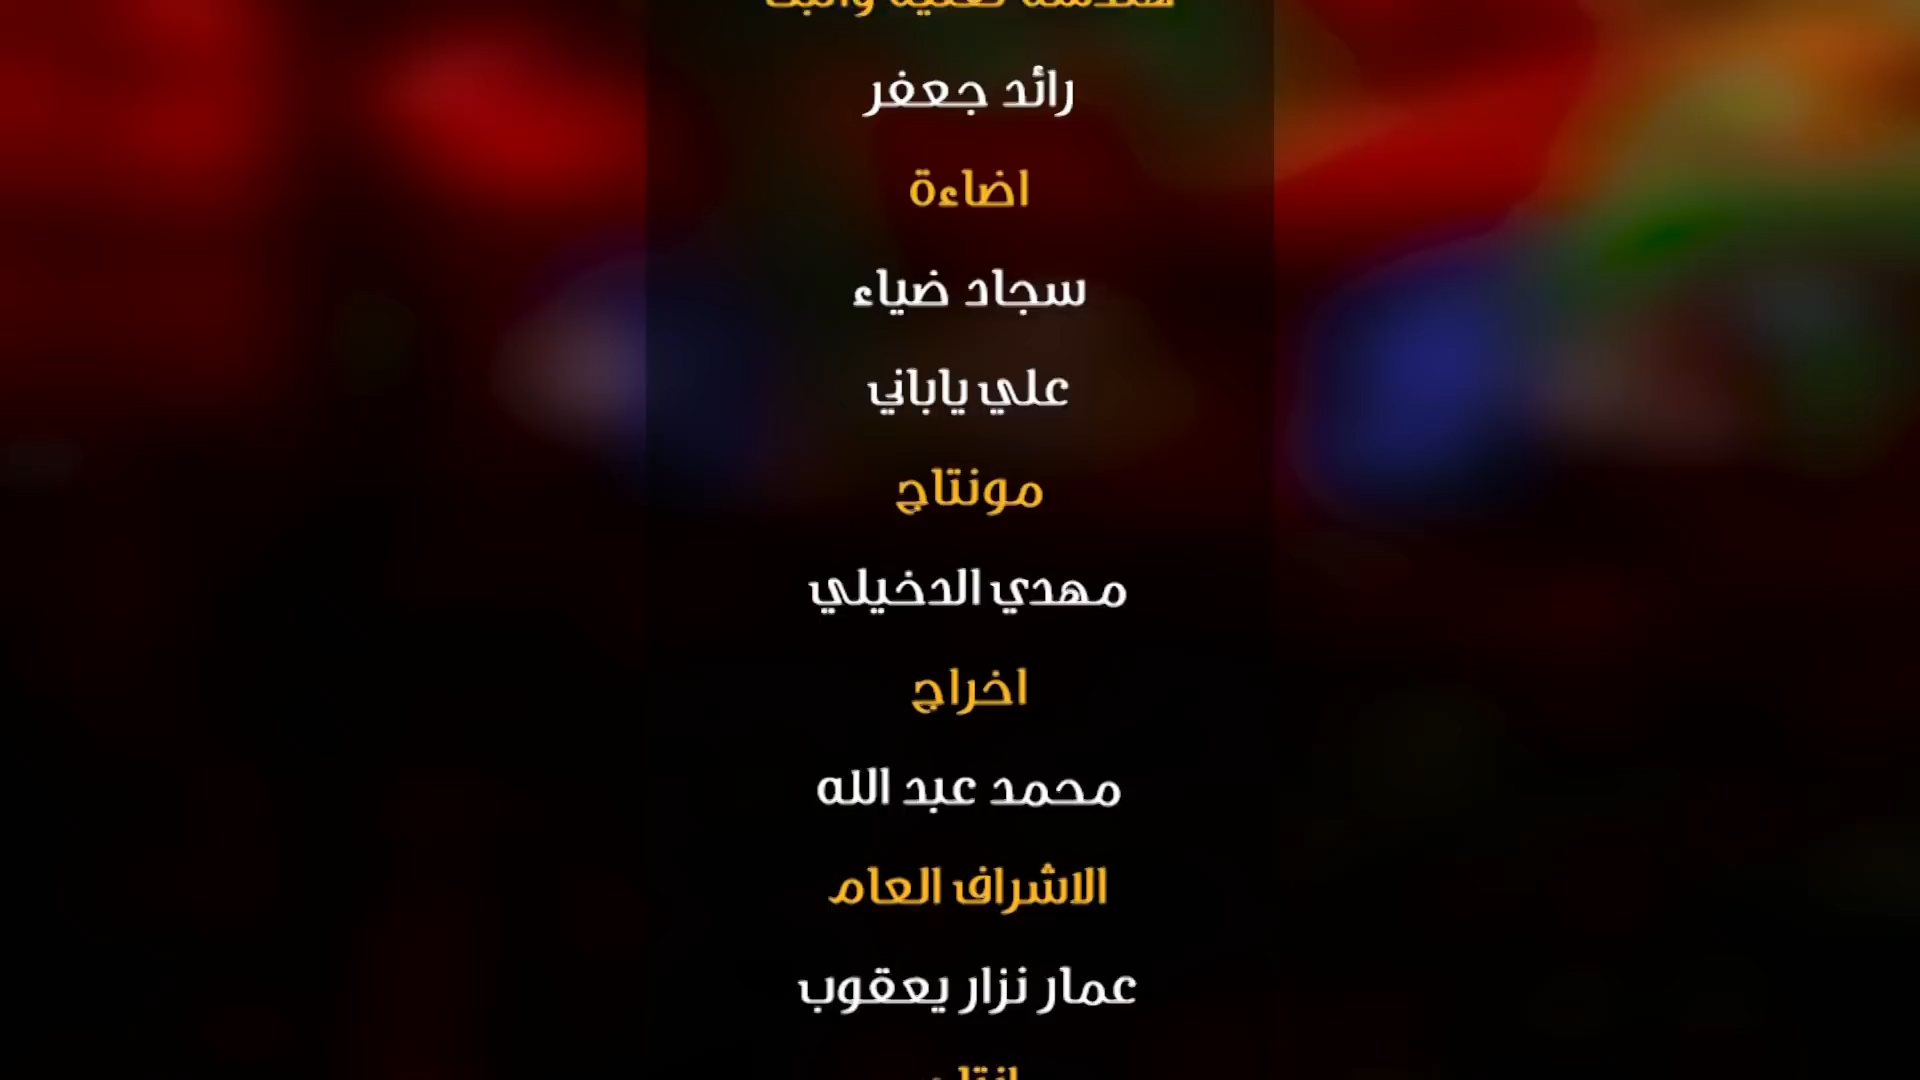 رائد جعفر
اضاءة
سجاد ضياء
علي ياباني
مونتاج
مهدي الدخيلي
اخراج
محمد عبد الله
الاشراف العام
عمار نزار يعقوب